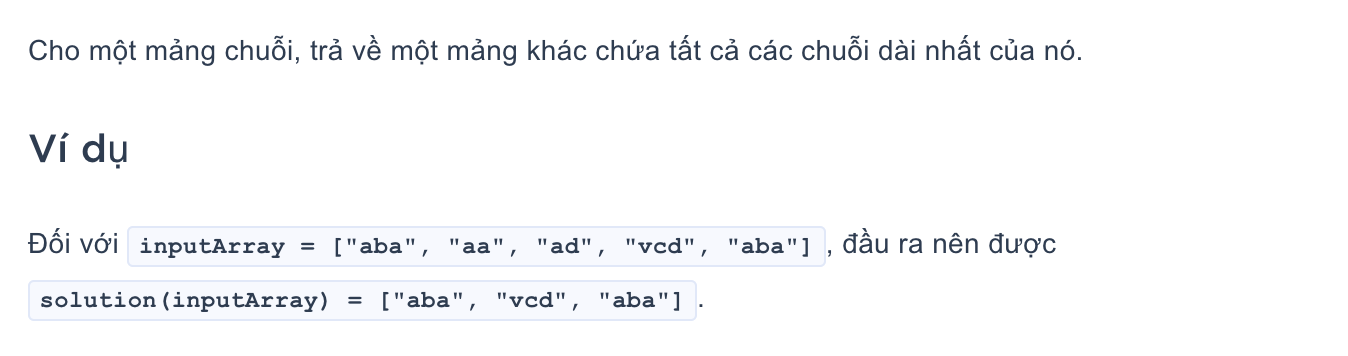 Cho một mảng chuỗi, trả về một mảng khác chứa tất cả các chuỗi dài nhất của nó.
Ví dụ
Đối với inputArray = ["aba", "aa", "ad", "vcd", "aba"], đầu ra nên được
solution(inputArray) = ["aba", "vcd", "aba"].